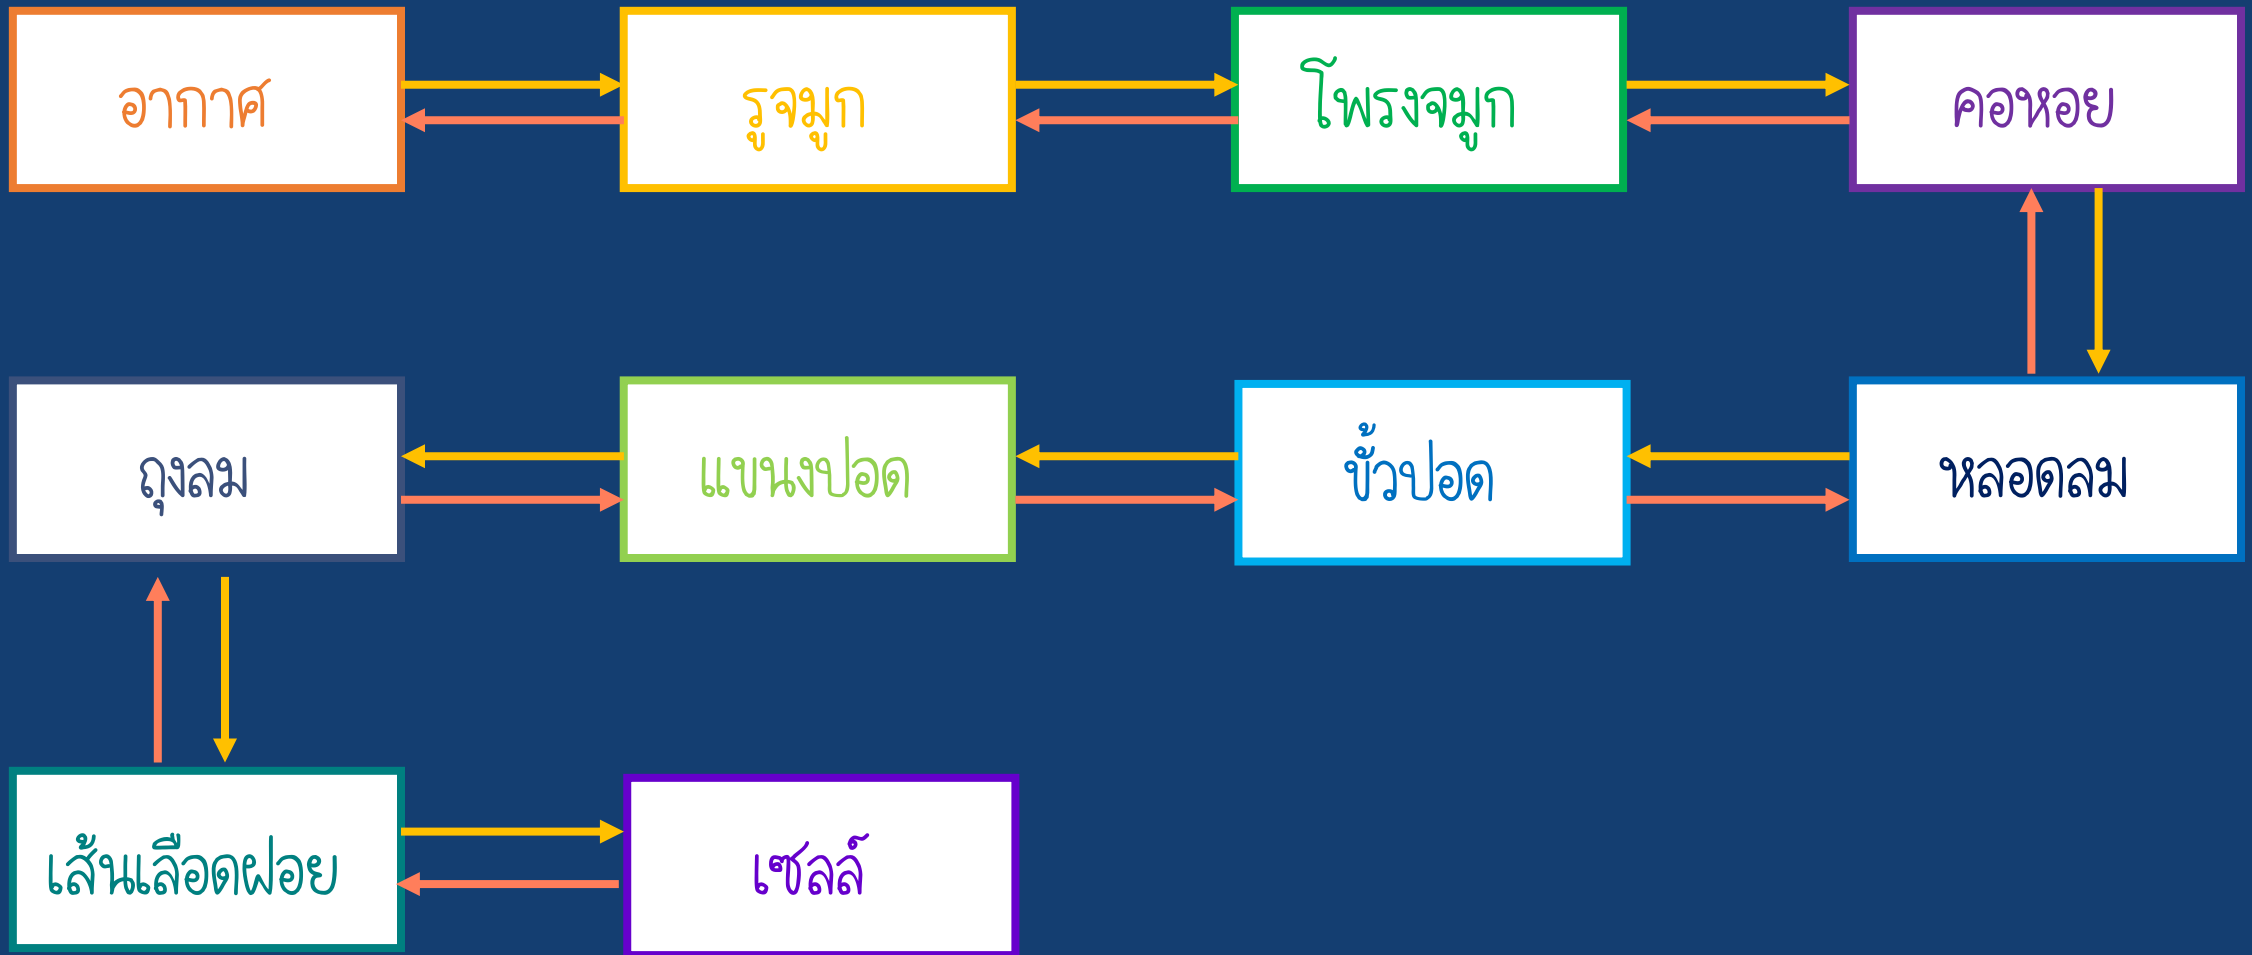 อากาศ
รูจมูก
โพรงจมูก
คอหอย
ถุงลม
แขนงปอด
ขั้วปอด
หลอดลม
เส้นเลือดฝอย
เซลล์